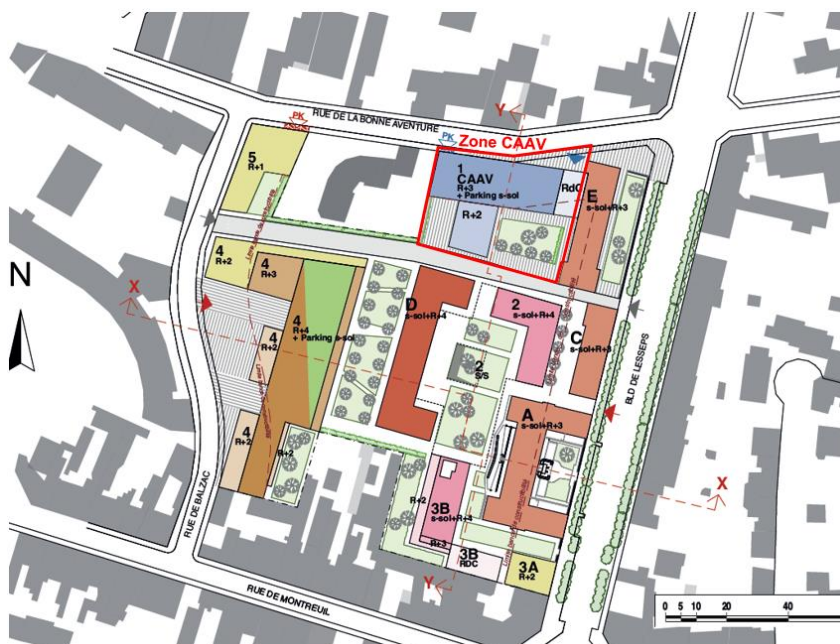 RUE DE LA BONNE AVENTURE
PK
PK
Y
Zone CAAV
5
R+1
1
CAAV
R+3
+ Parking s-sol
RdC
E
s-sol+R+3
R+2
N
4
R+2
4
R+3
X
4
R+4
+ Parking s-sol
4
R+2
D
s-sol+R+4
2
s-sol+R+4
C
s-sol+R+3
2
S/S
BLD DE LESSEPS
A
s-sol+R+3
4
R+2
R+2
R+2
3B
s-sol+R+4
R+3
3B
RDC
3A
R+2
X
Y
RUE DE BALZAC
RUE DE MONTREUIL
0 5 10 20 40